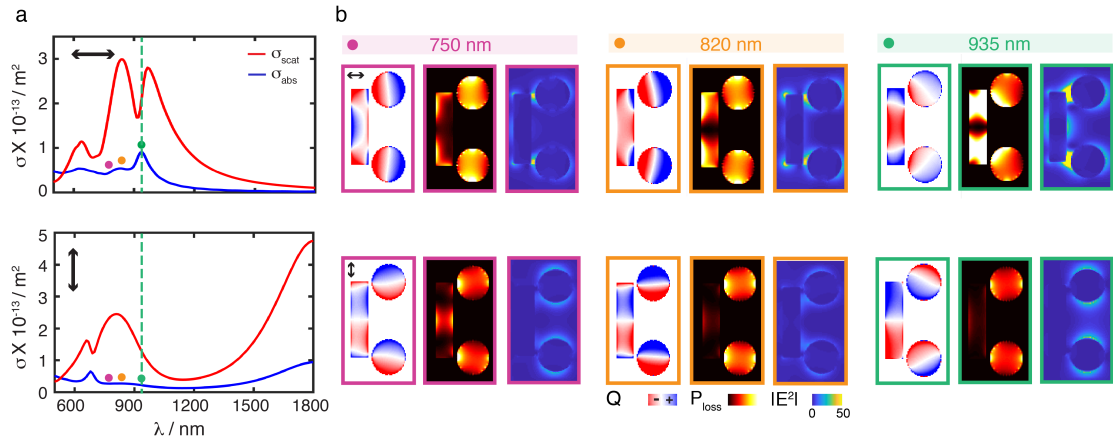 a
b
750 nm
820 nm
935 nm
σ X 10⁻¹³ / m²
3
2
1
0
σscat
σabs
σ X 10⁻¹³ / m²
5
4
3
2
1
0
600 900 1200 1500 1800
λ / nm
Q - + Ploss |E²|
0 50